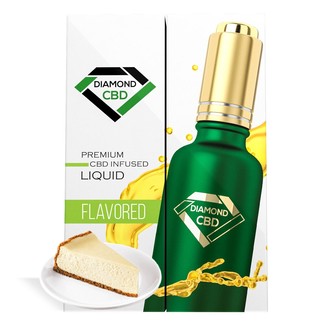 DIAMOND
CBD
PREMIUM
CBD INFUSED
LIQUID
FLAVORED
DIAMOND
CBD